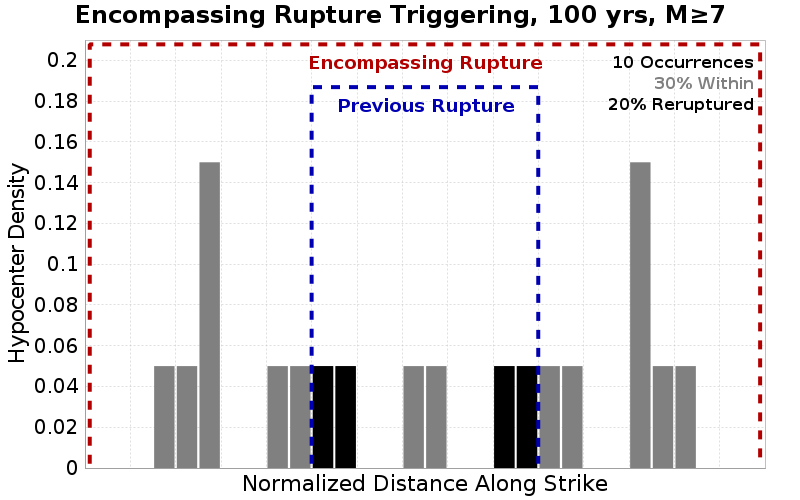 Encompassing Rupture Triggering, 100 yrs, M≥7
Encompassing Rupture
10 Occurrences
30% Within
20% Reruptured
Previous Rupture
Hypocenter Density
0.2
0.18
0.16
0.14
0.12
0.1
0.08
0.06
0.04
0.02
0
Normalized Distance Along Strike